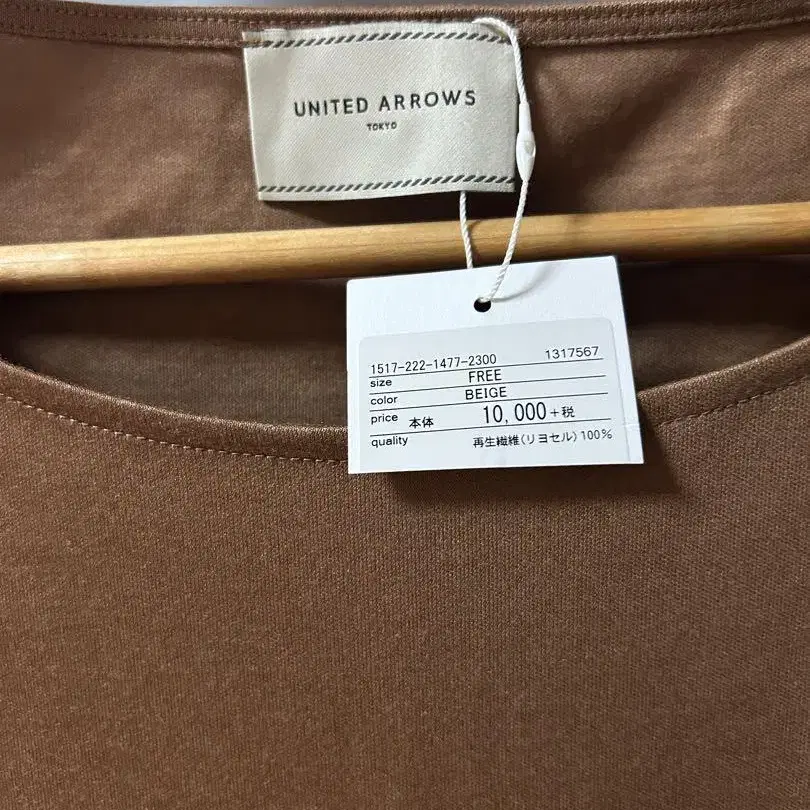 UNITED ARROWS
TOKYO
1517-222-1477-2300 1317567
size FREE
color BEIGE
price 本体 10,000+税
quality 再生繊維(リヨセル)100%